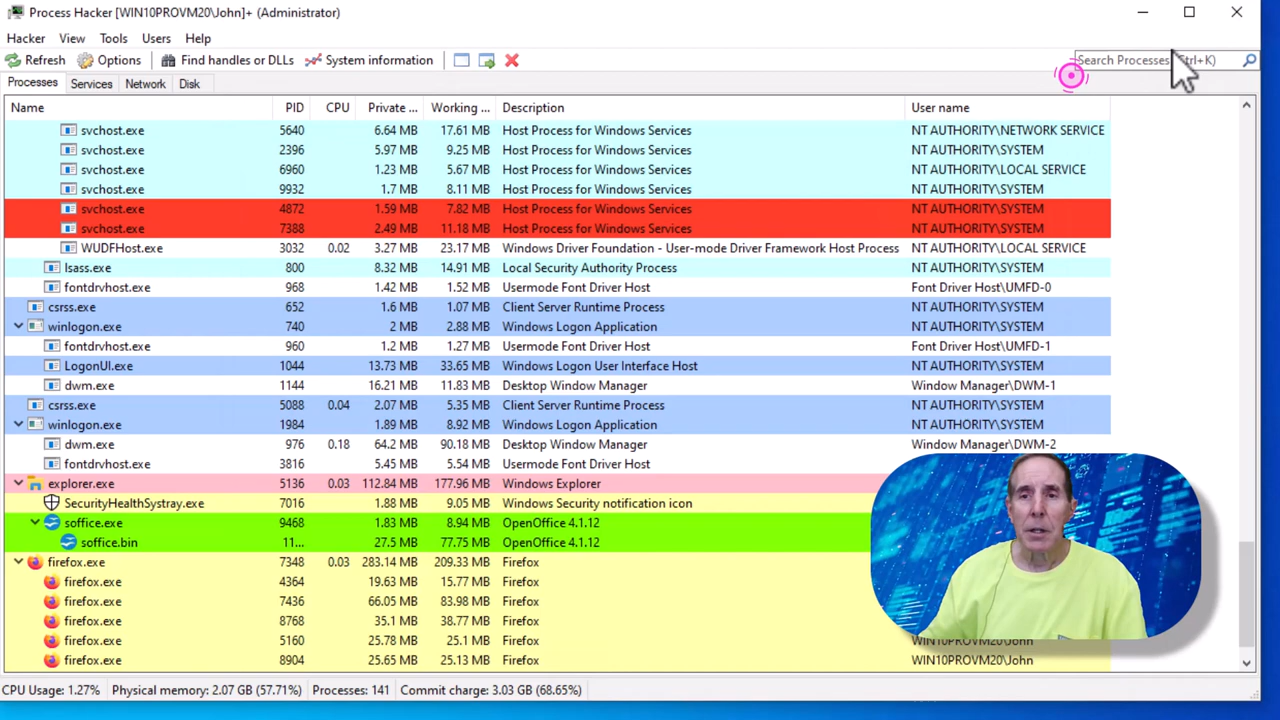 Process Hacker [WIN10PROVM20\John]+ (Administrator)
Hacker View Tools Users Help
Refresh Options Find handles or DLLs System information Search Processes trl+K)
Processes Services Network Disk
Name PID CPU Private ... Working ... Description User name
svchost.exe 5640 6.64 MB 17.61 MB Host Process for Windows Services NT AUTHORITY\NETWORK SERVICE
svchost.exe 2396 5.97 MB 9.25 MB Host Process for Windows Services NT AUTHORITY\SYSTEM
svchost.exe 6960 1.23 MB 5.67 MB Host Process for Windows Services NT AUTHORITY\LOCAL SERVICE
svchost.exe 9932 1.7 MB 8.11 MB Host Process for Windows Services NT AUTHORITY\SYSTEM
svchost.exe 4872 1.59 MB 7.82 MB Host Process for Windows Services NT AUTHORITY\SYSTEM
svchost.exe 7388 2.49 MB 11.18 MB Host Process for Windows Services NT AUTHORITY\SYSTEM
WUDFHost.exe 3032 0.02 3.27 MB 23.17 MB Windows Driver Foundation - User-mode Driver Framework Host Process NT AUTHORITY\LOCAL SERVICE
lsass.exe 800 8.32 MB 14.91 MB Local Security Authority Process NT AUTHORITY\SYSTEM
fontdrvhost.exe 968 1.42 MB 1.52 MB Usermode Font Driver Host Font Driver Host\UMFD-0
csrss.exe 652 1.6 MB 1.07 MB Client Server Runtime Process NT AUTHORITY\SYSTEM
winlogon.exe 740 2 MB 2.88 MB Windows Logon Application NT AUTHORITY\SYSTEM
fontdrvhost.exe 960 1.2 MB 1.27 MB Usermode Font Driver Host Font Driver Host\UMFD-1
LogonUI.exe 1044 13.73 MB 33.65 MB Windows Logon User Interface Host NT AUTHORITY\SYSTEM
dwm.exe 1144 16.21 MB 11.83 MB Desktop Window Manager Window Manager\DWM-1
csrss.exe 5088 0.04 2.07 MB 5.35 MB Client Server Runtime Process NT AUTHORITY\SYSTEM
winlogon.exe 1984 1.89 MB 8.92 MB Windows Logon Application NT AUTHORITY\SYSTEM
dwm.exe 976 0.18 64.2 MB 90.18 MB Desktop Window Manager Window Manager\DWM-2
fontdrvhost.exe 3816 5.45 MB 5.54 MB Usermode Font Driver Host
explorer.exe 5136 0.03 112.84 MB 177.96 MB Windows Explorer
SecurityHealthSystray.exe 7016 1.88 MB 9.05 MB Windows Security notification icon
soffice.exe 9468 1.83 MB 8.94 MB OpenOffice 4.1.12
soffice.bin 11... 27.5 MB 77.75 MB OpenOffice 4.1.12
firefox.exe 7348 0.03 283.14 MB 209.33 MB Firefox
firefox.exe 4364 19.63 MB 15.77 MB Firefox
firefox.exe 7436 66.05 MB 83.98 MB Firefox
firefox.exe 8768 35.1 MB 38.77 MB Firefox
firefox.exe 5160 25.78 MB 25.1 MB Firefox WIN10PROVM20\John
firefox.exe 8904 25.65 MB 25.13 MB Firefox WIN10PROVM20\John
CPU Usage: 1.27% Physical memory: 2.07 GB (57.71%) Processes: 141 Commit charge: 3.03 GB (68.65%)